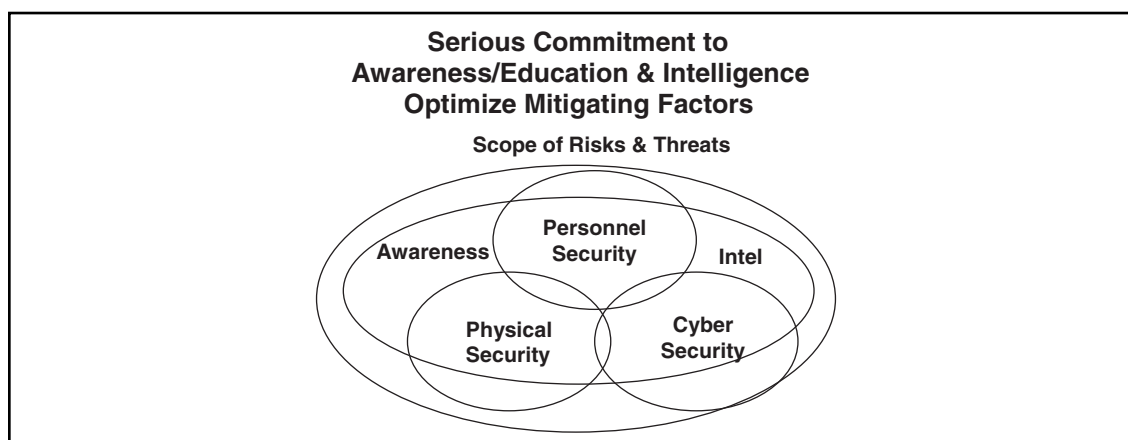 Serious Commitment to
Awareness/Education & Intelligence
Optimize Mitigating Factors
Scope of Risks & Threats
Personnel
Security
Awareness
Intel
Physical
Security
Cyber
Security